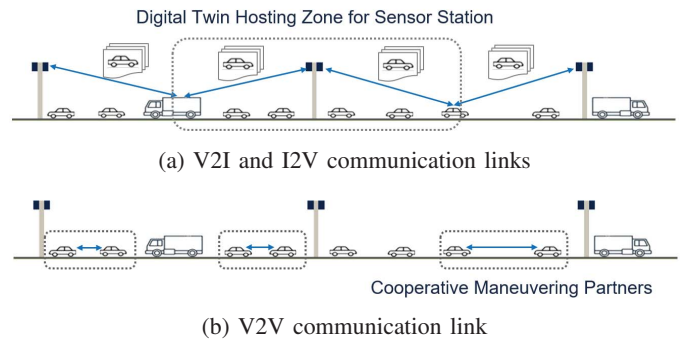 Digital Twin Hosting Zone for Sensor Station
(a) V2I and I2V communication links
Cooperative Maneuvering Partners
(b) V2V communication link